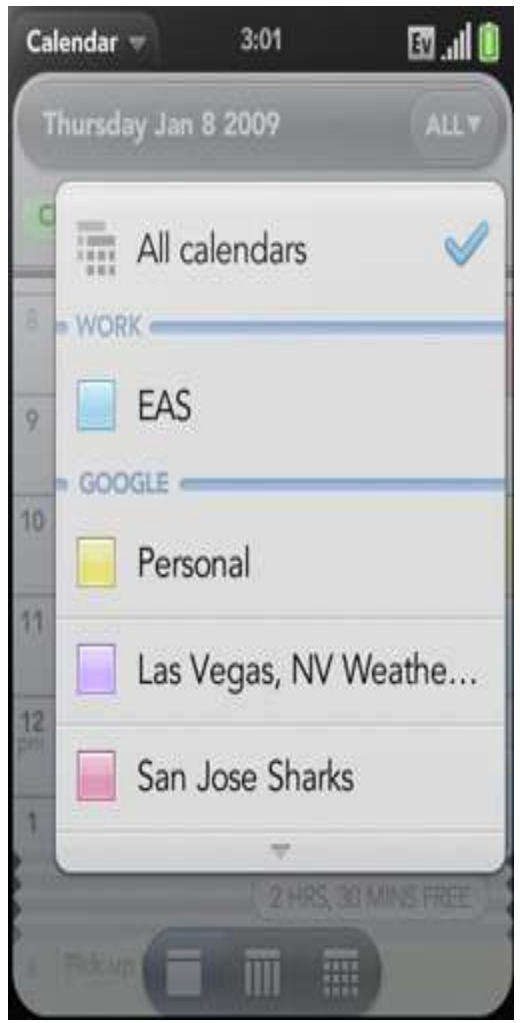 Calendar 3:01 Ev
Thursday Jan 8 2009 ALL
C
All calendars
8
WORK
9
EAS
GOOGLE
10
Personal
11
Las Vegas, NV Weathe...
12
pm
San Jose Sharks
1
2 HRS, 30 MINS FREE
Pick up